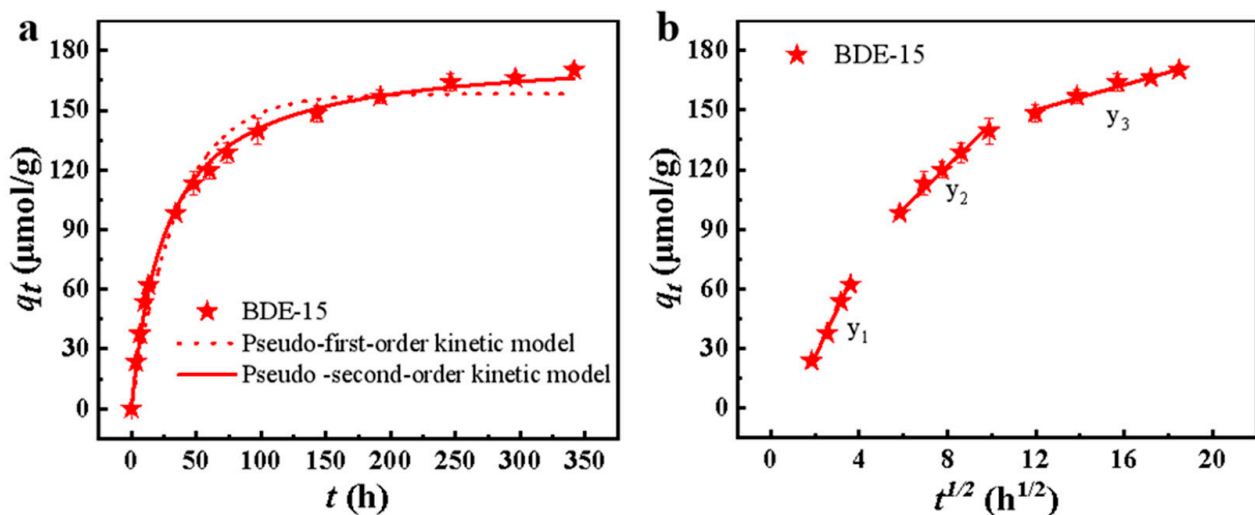 a
180
150
120
90
60
30
0
qt (μmol/g)
BDE-15
Pseudo-first-order kinetic model
Pseudo -second-order kinetic model
0 50 100 150 200 250 300 350
t (h)
b
180
150
120
90
60
30
0
qt (μmol/g)
BDE-15
y1
y2
y3
0 4 8 12 16 20
t^1/2 (h^1/2)